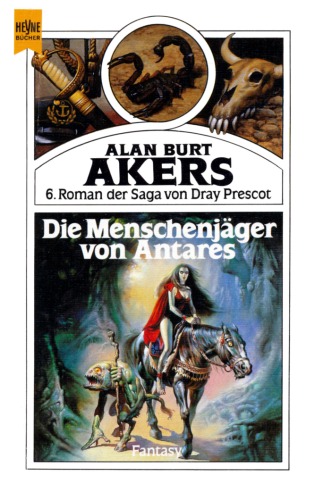 HEYNE
BÜCHER
ALAN BURT
AKERS
6. Roman der Saga von Dray Prescot
Die Menschenjäger
von Antares
Fantasy